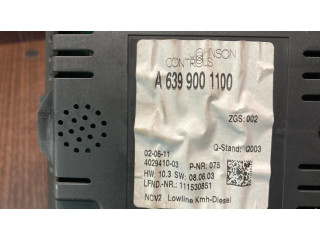 JOHNSON
CONTROLS
A 639 900 1100
ZGS: 002
02-06-11
Q-Stand: 0003
4029410-03 P-NR: 075
HW: 10.3 SW: 08.06.03
LFND.-NR.: 111530851
NCV2 Lowline Kmh-Diesel